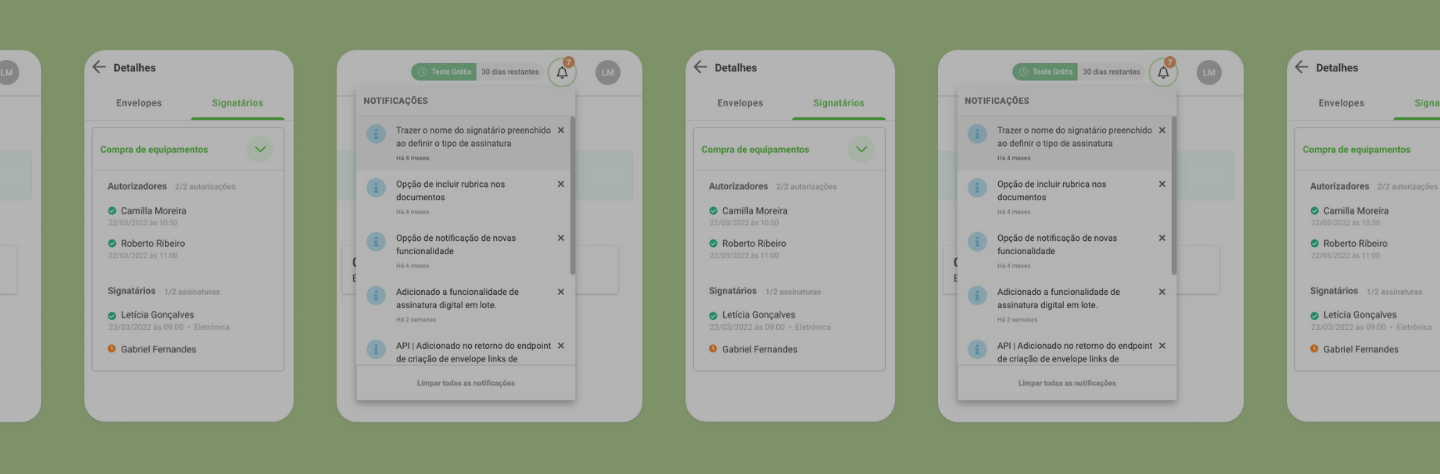 LM
Detalhes
Envelopes
Signatários
Compra de equipamentos
Autorizadores 2/2 autorizações
Camilla Moreira
22/03/2022 às 10:50
Roberto Ribeiro
22/03/2022 às 11:00
Signatários 1/2 assinaturas
Letícia Gonçalves
23/03/2022 às 09:00 • Eletrônica
Gabriel Fernandes
Teste Grátis 30 dias restantes 7 LM
NOTIFICAÇÕES
Trazer o nome do signatário preenchido
ao definir o tipo de assinatura
Há 4 meses
Opção de incluir rubrica nos
documentos
Há 4 meses
Opção de notificação de novas
funcionalidade
Há 4 meses
Adicionado a funcionalidade de
assinatura digital em lote.
Há 2 semanas
API | Adicionado no retorno do endpoint
de criação de envelope links de
Limpar todas as notificações
Detalhes
Envelopes
Signatários
Compra de equipamentos
Autorizadores 2/2 autorizações
Camilla Moreira
22/03/2022 às 10:50
Roberto Ribeiro
22/03/2022 às 11:00
Signatários 1/2 assinaturas
Letícia Gonçalves
23/03/2022 às 09:00 • Eletrônica
Gabriel Fernandes
Teste Grátis 30 dias restantes 7 LM
NOTIFICAÇÕES
Trazer o nome do signatário preenchido
ao definir o tipo de assinatura
Há 4 meses
Opção de incluir rubrica nos
documentos
Há 4 meses
Opção de notificação de novas
funcionalidade
Há 4 meses
Adicionado a funcionalidade de
assinatura digital em lote.
Há 2 semanas
API | Adicionado no retorno do endpoint
de criação de envelope links de
Limpar todas as notificações
Detalhes
Envelopes
Signa
Compra de equipamentos
Autorizadores 2/2 autorizações
Camilla Moreira
22/03/2022 às 10:50
Roberto Ribeiro
22/03/2022 às 11:00
Signatários 1/2 assinaturas
Letícia Gonçalves
23/03/2022 às 09:00 • Eletrônica
Gabriel Fernandes